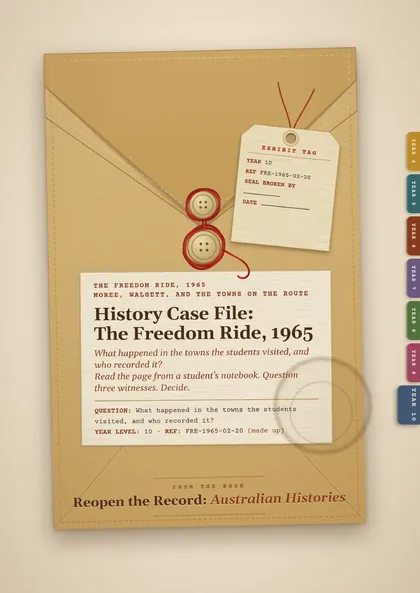 EXHIBIT TAG
YEAR 10
REF FRE-1965-02-20
SEAL BROKEN BY
DATE
THE FREEDOM RIDE, 1965
MOREE, WALGETT, AND THE TOWNS ON THE ROUTE
History Case File:
The Freedom Ride, 1965
What happened in the towns the students visited, and
who recorded it?
Read the page from a student's notebook. Question
three witnesses. Decide.
QUESTION: What happened in the towns the students
visited, and who recorded it?
YEAR LEVEL: 10 · REF: FRE-1965-02-20 (made up)
FROM THE BOOK
Reopen the Record: Australian Histories
YEAR 4
YEAR 5
YEAR 6
YEAR 7
YEAR 8
YEAR 9
YEAR 10